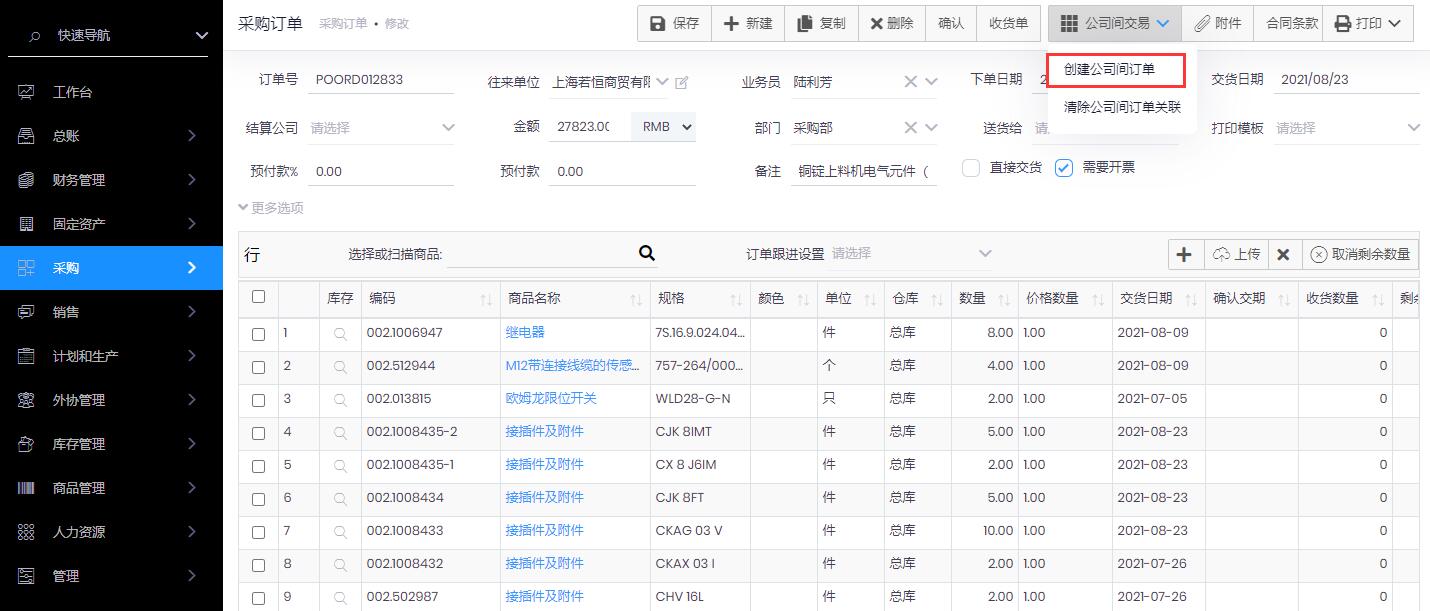 快速导航
工作台
总账
财务管理
固定资产
采购
销售
计划和生产
外协管理
库存管理
商品管理
人力资源
管理
采购订单 采购订单 • 修改
保存 新建 复制 删除 确认 收货单 公司间交易 附件 合同条款 打印
创建公司间订单
清除公司间订单关联
订单号 POORD012833 往来单位 上海若恒商贸有限 业务员 陆利芳 下单日期 2 交货日期 2021/08/23
结算公司 请选择 金额 27823.00 RMB 部门 采购部 送货给 请 打印模板 请选择
预付款% 0.00 预付款 0.00 备注 铜锭上料机电气元件（ 直接交货 需要开票
更多选项
行 选择或扫描商品: 订单跟进设置 请选择 上传 取消剩余数量
库存 编码 商品名称 规格 颜色 单位 仓库 数量 价格数量 交货日期 确认交期 收货数量 剩
1 002.1006947 继电器 7S.16.9.024.04... 件 总库 8.00 1.00 2021-08-09 0
2 002.512944 M12带连接线缆的传感... 757-264/000... 个 总库 4.00 1.00 2021-08-09 0
3 002.013815 欧姆龙限位开关 WLD28-G-N 只 总库 2.00 1.00 2021-07-05 0
4 002.1008435-2 接插件及附件 CJK 8IMT 件 总库 5.00 1.00 2021-08-23 0
5 002.1008435-1 接插件及附件 CX 8 J6IM 件 总库 2.00 1.00 2021-08-23 0
6 002.1008434 接插件及附件 CJK 8FT 件 总库 5.00 1.00 2021-08-23 0
7 002.1008433 接插件及附件 CKAG 03 V 件 总库 10.00 1.00 2021-08-23 0
8 002.1008432 接插件及附件 CKAX 03 I 件 总库 2.00 1.00 2021-07-26 0
9 002.502987 接插件及附件 CHV 16L 件 总库 2.00 1.00 2021-07-26 0